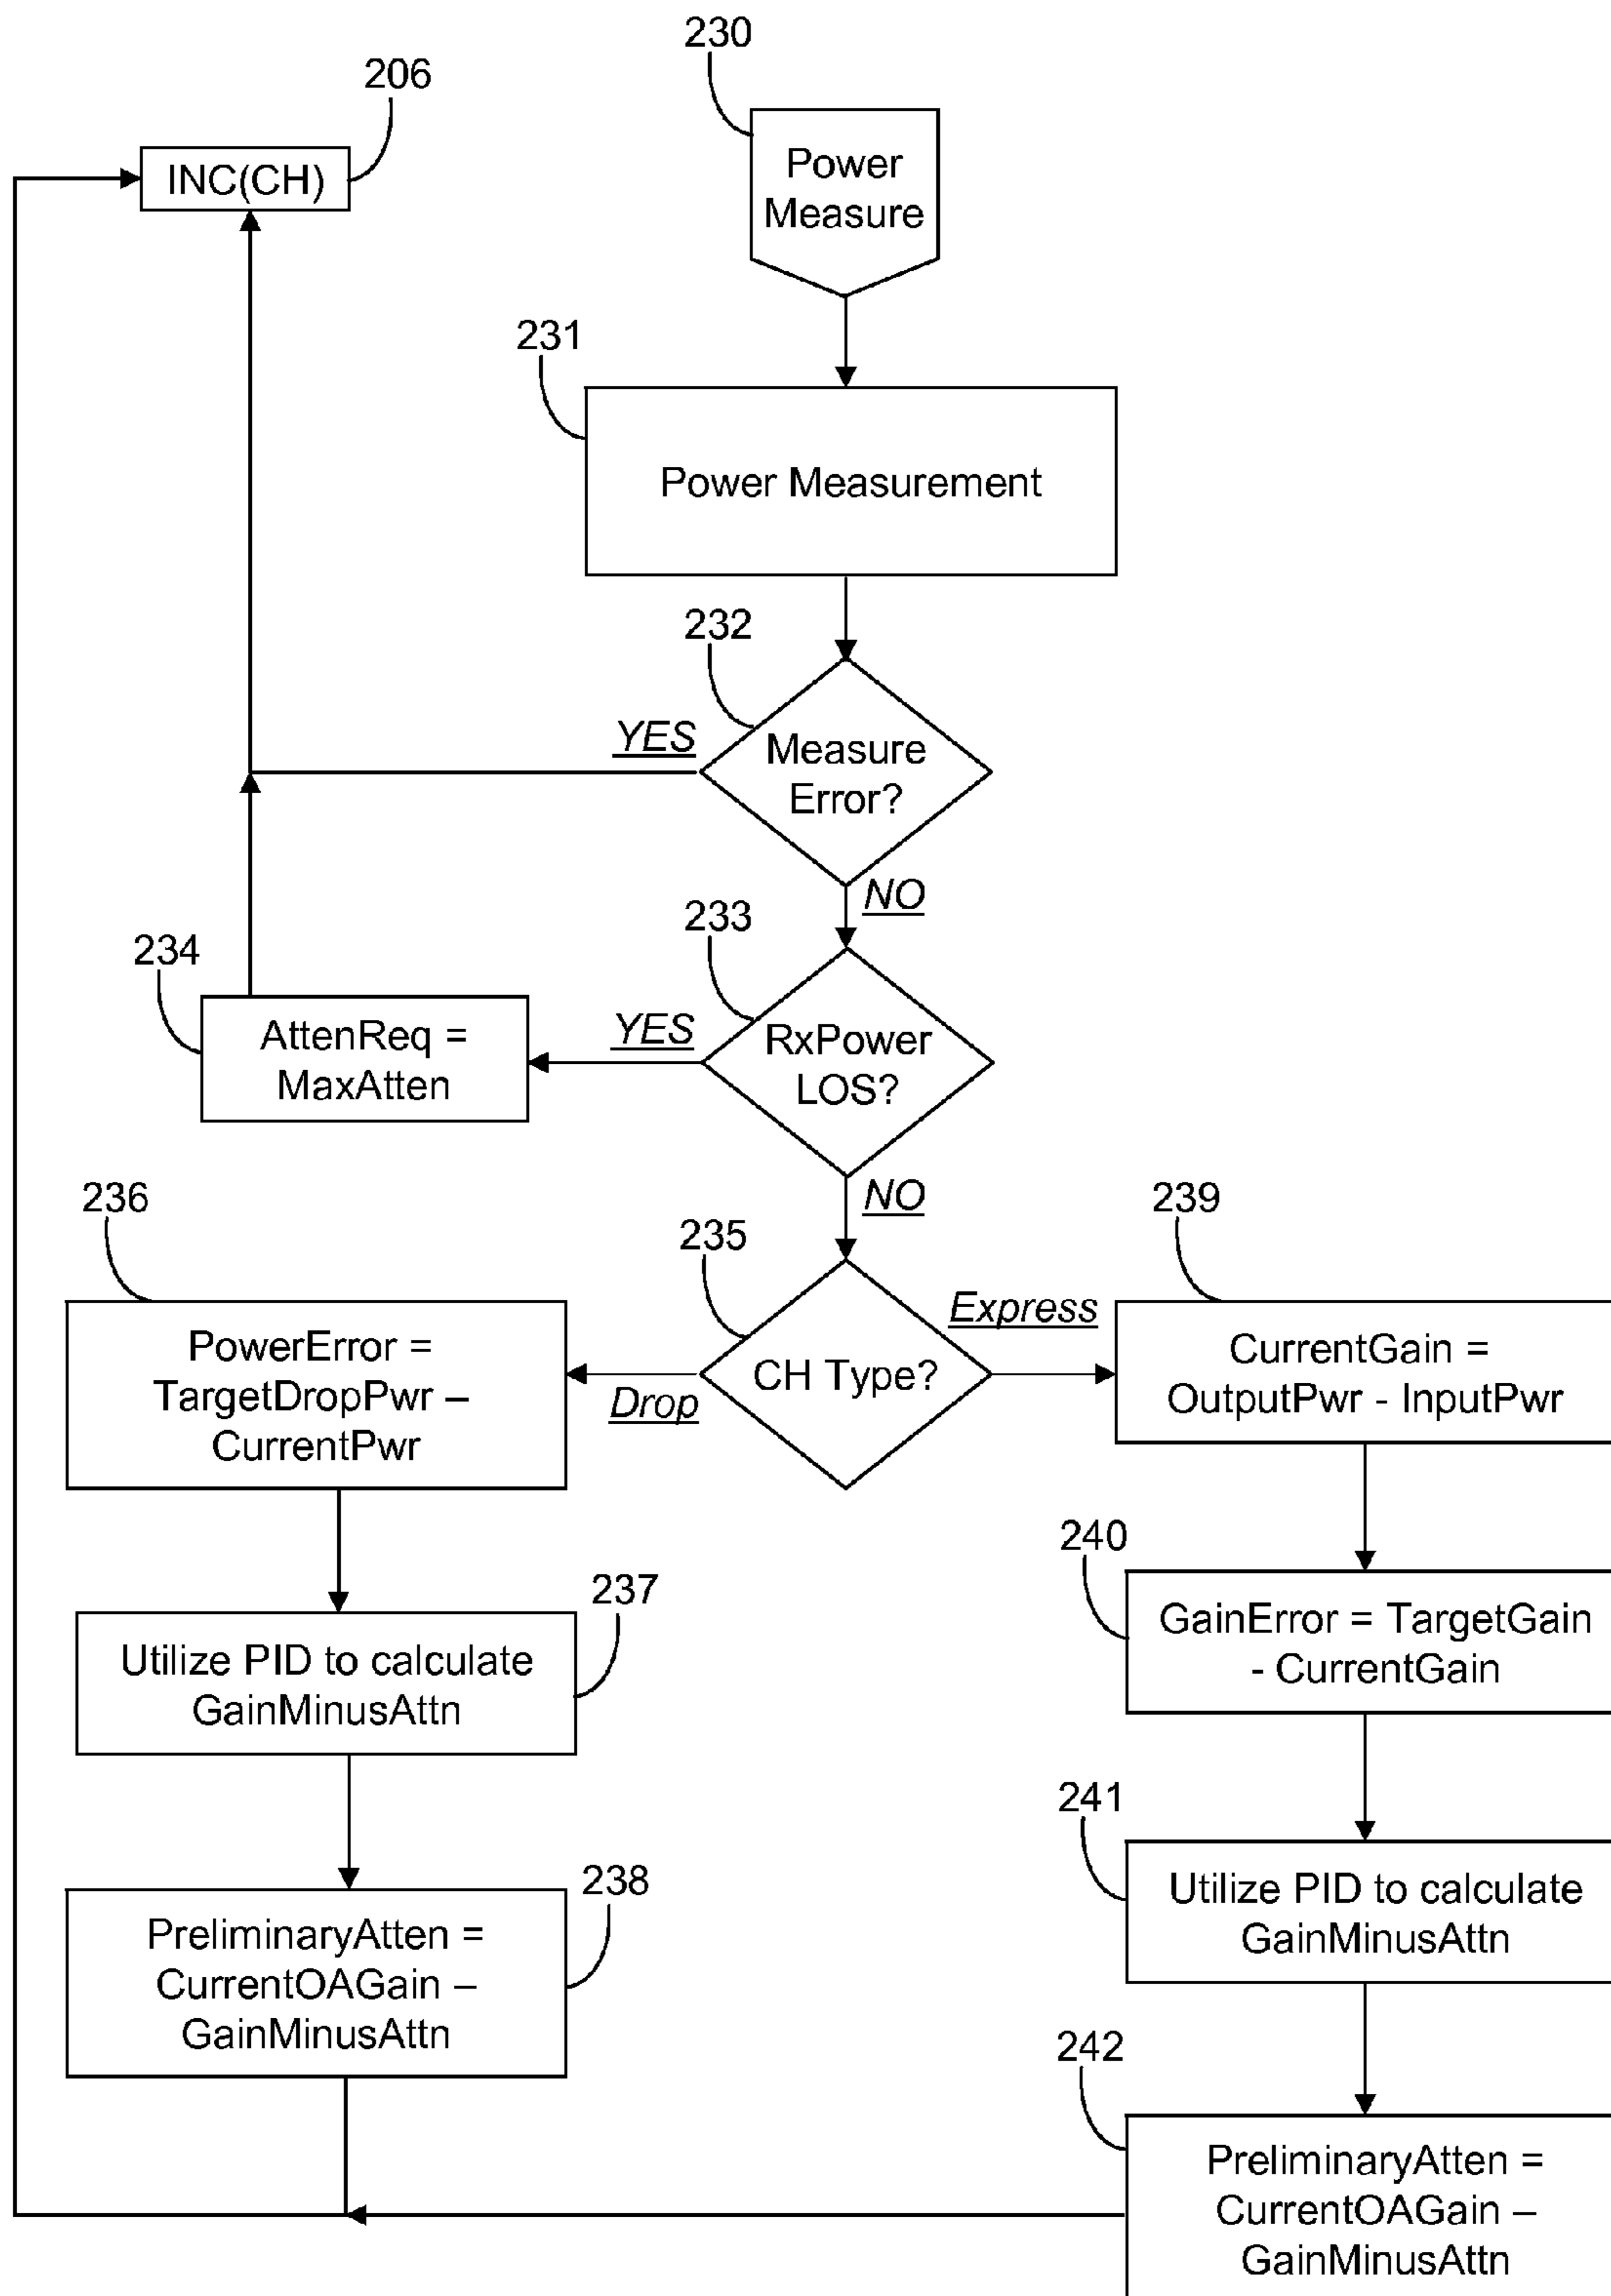 230
206
Power
Measure
INC(CH)
231
Power Measurement
232
YES
Measure
Error?
NO
233
234
AttenReq =
MaxAtten
YES
RxPower
LOS?
NO
236
235
239
Express
PowerError =
TargetDropPwr –
CurrentPwr
Drop
CH Type?
CurrentGain =
OutputPwr - InputPwr
240
237
GainError = TargetGain
- CurrentGain
Utilize PID to calculate
GainMinusAttn
241
238
Utilize PID to calculate
GainMinusAttn
PreliminaryAtten =
CurrentOAGain –
GainMinusAttn
242
PreliminaryAtten =
CurrentOAGain –
GainMinusAttn